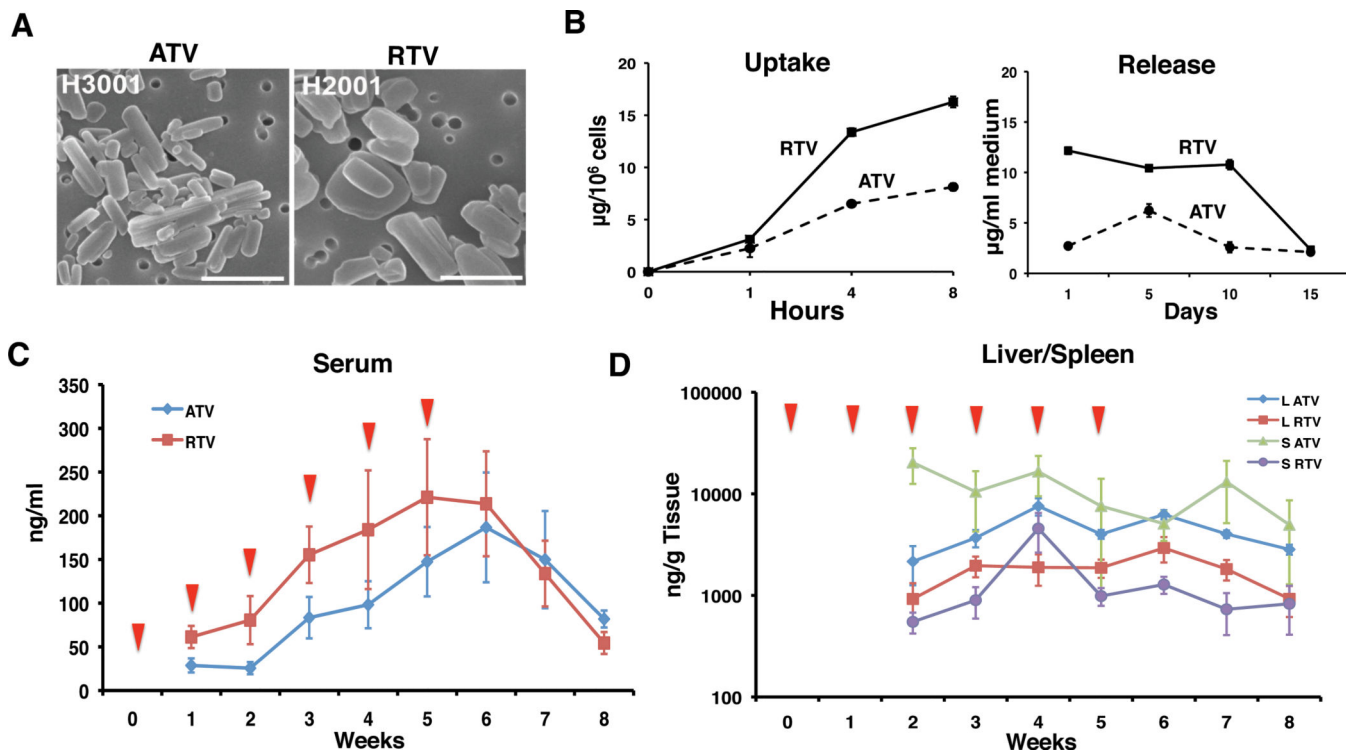 A
ATV
RTV
H3001
H2001
B
Uptake
µg/10⁶ cells
20
15
10
5
0
RTV
ATV
0 1 4 8
Hours
Release
µg/ml medium
20
15
10
5
0
RTV
ATV
1 5 10 15
Days
C
Serum
ng/ml
350
300
250
200
150
100
50
0
ATV
RTV
0 1 2 3 4 5 6 7 8
Weeks
D
Liver/Spleen
ng/g Tissue
100000
10000
1000
100
L ATV
L RTV
S ATV
S RTV
0 1 2 3 4 5 6 7 8
Weeks